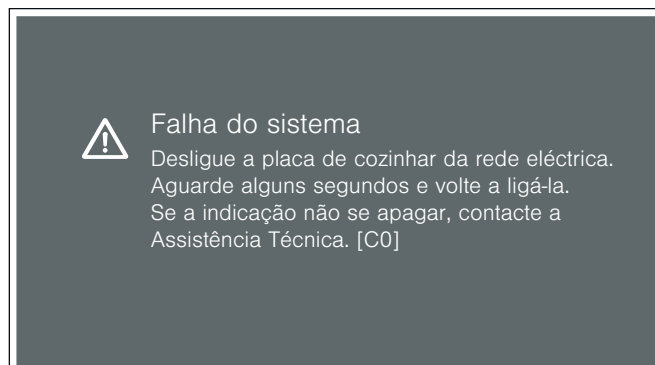 Falha do sistema
Desligue a placa de cozinhar da rede eléctrica.
Aguarde alguns segundos e volte a ligá-la.
Se a indicação não se apagar, contacte a
Assistência Técnica. [C0]